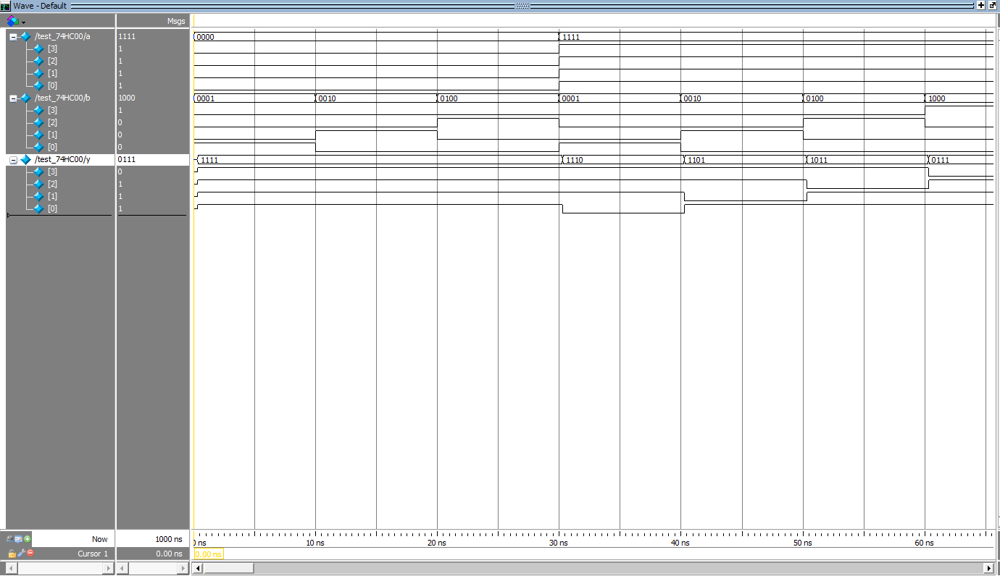 Wave - Default
Msgs
/test_74HC00/a 1111 0000 1111
[3] 1
[2] 1
[1] 1
[0] 1
/test_74HC00/b 1000 0001 0010 0100 0001 0010 0100 1000
[3] 1
[2] 0
[1] 0
[0] 0
/test_74HC00/y 0111 1111 1110 1101 1011 0111
[3] 0
[2] 1
[1] 1
[0] 1
Now 1000 ns
ns 10 ns 20 ns 30 ns 40 ns 50 ns 60 ns
Cursor 1 0.00 ns 0.00 ns